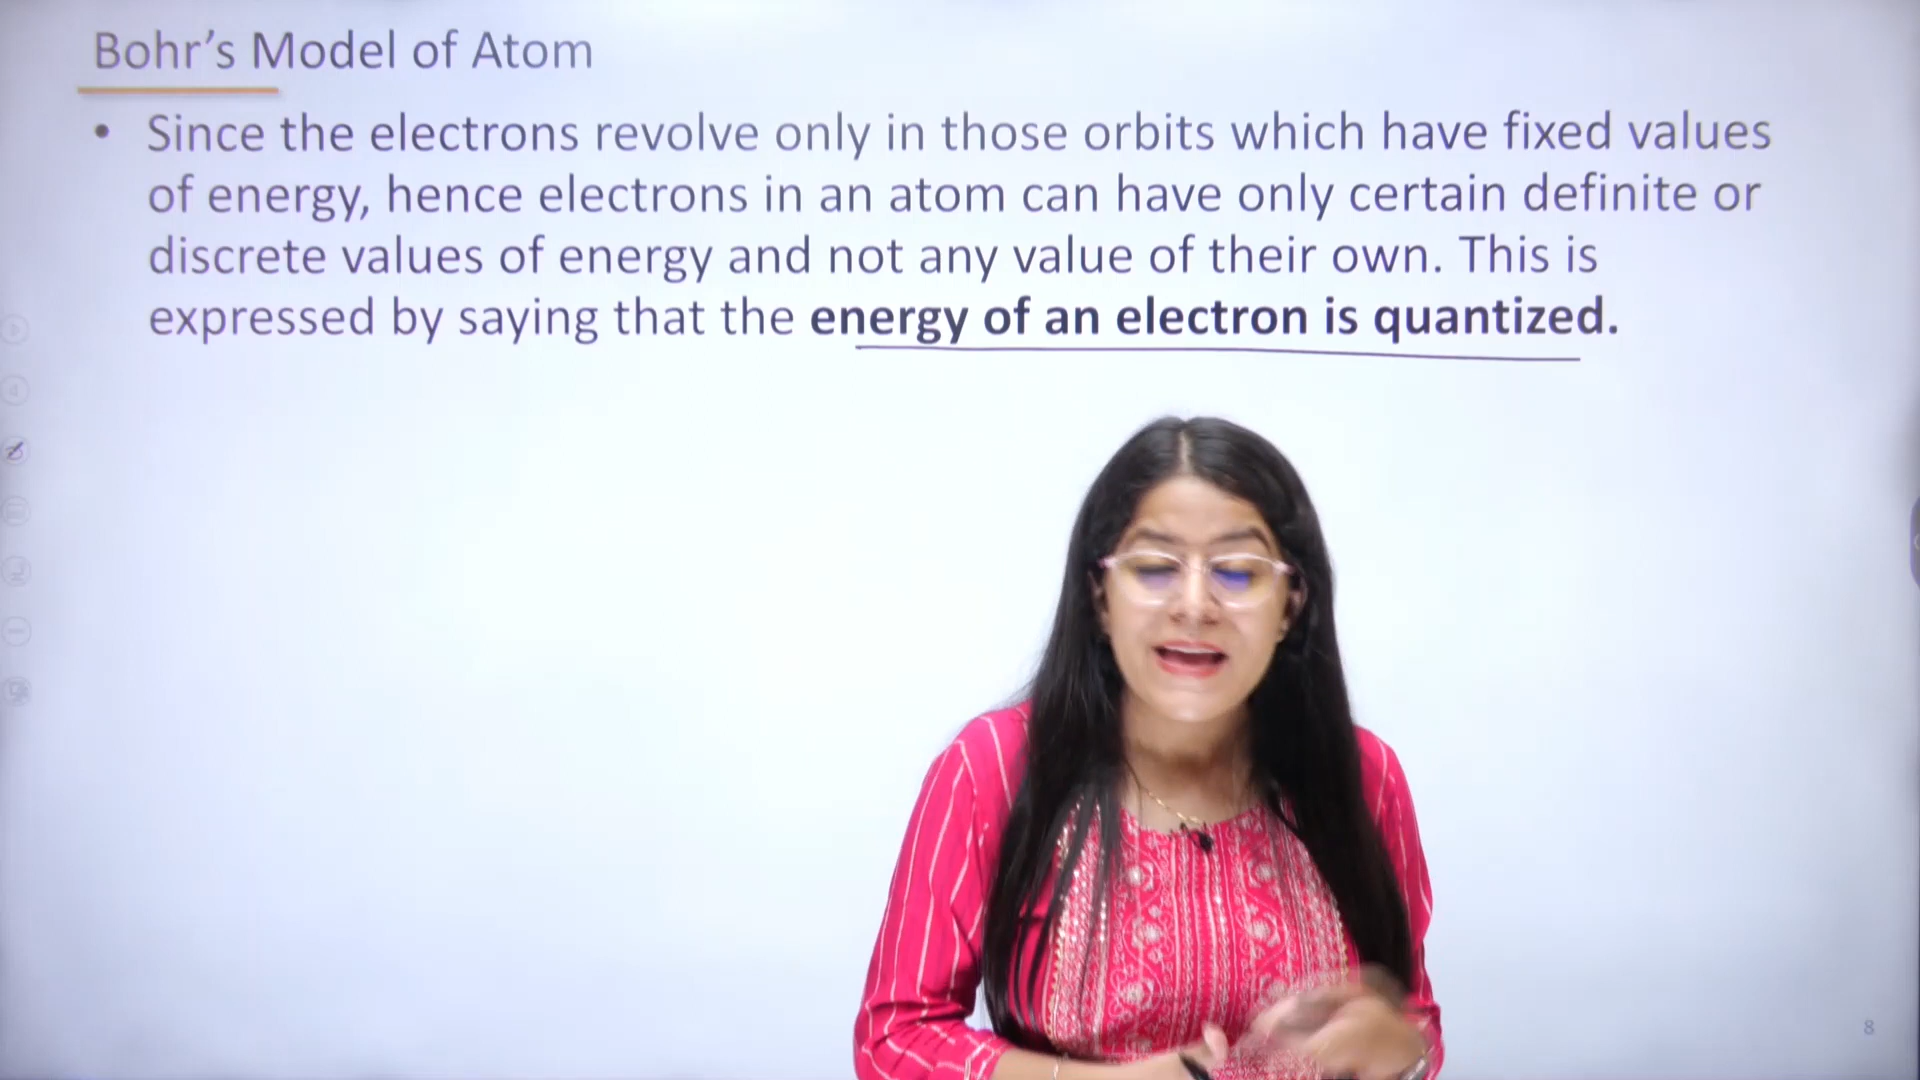 Bohr’s Model of Atom
• Since the electrons revolve only in those orbits which have fixed values
of energy, hence electrons in an atom can have only certain definite or
discrete values of energy and not any value of their own. This is
expressed by saying that the energy of an electron is quantized.
8